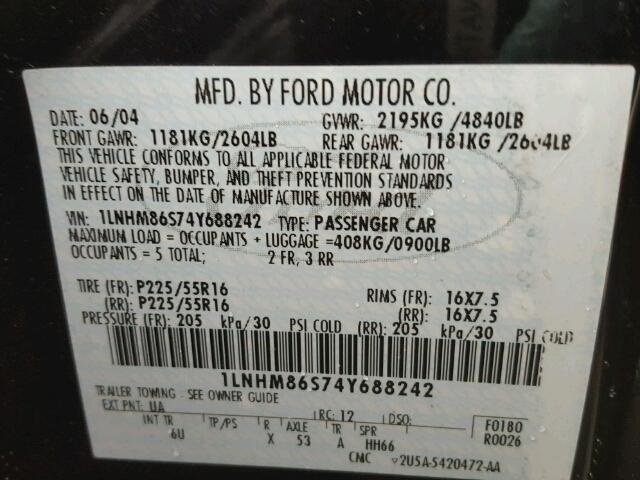 MFD. BY FORD MOTOR CO.
DATE: 06/04 GVWR: 2195KG /4840LB
FRONT GAWR: 1181KG/2604LB REAR GAWR: 1181KG /2604LB
THIS VEHICLE CONFORMS TO ALL APPLICABLE FEDERAL MOTOR
VEHICLE SAFETY, BUMPER, AND THEFT PREVENTION STANDARDS
IN EFFECT ON THE DATE OF MANUFACTURE SHOWN ABOVE.
VIN: 1LNHM86S74Y688242 TYPE: PASSENGER CAR
MAXIMUM LOAD = OCCUPANTS + LUGGAGE = 408KG/0900LB
OCCUPANTS = 5 TOTAL; 2 FR, 3 RR
TIRE (FR): P225/55R16 RIMS (FR): 16X7.5
(RR): P225/55R16 (RR): 16X7.5
PRESSURE (FR): 205 kPa/30 PSI COLD (RR): 205 kPa/30 PSI COLD
1LNHM86S74Y688242
TRAILER TOWING - SEE OWNER GUIDE
EXT PNT: UA RC: 12 DSO: F0180
INT TR TP/PS R AXLE TR SPR R0026
6U X 53 A HH66
CMC ▽2U5A-5420472-AA